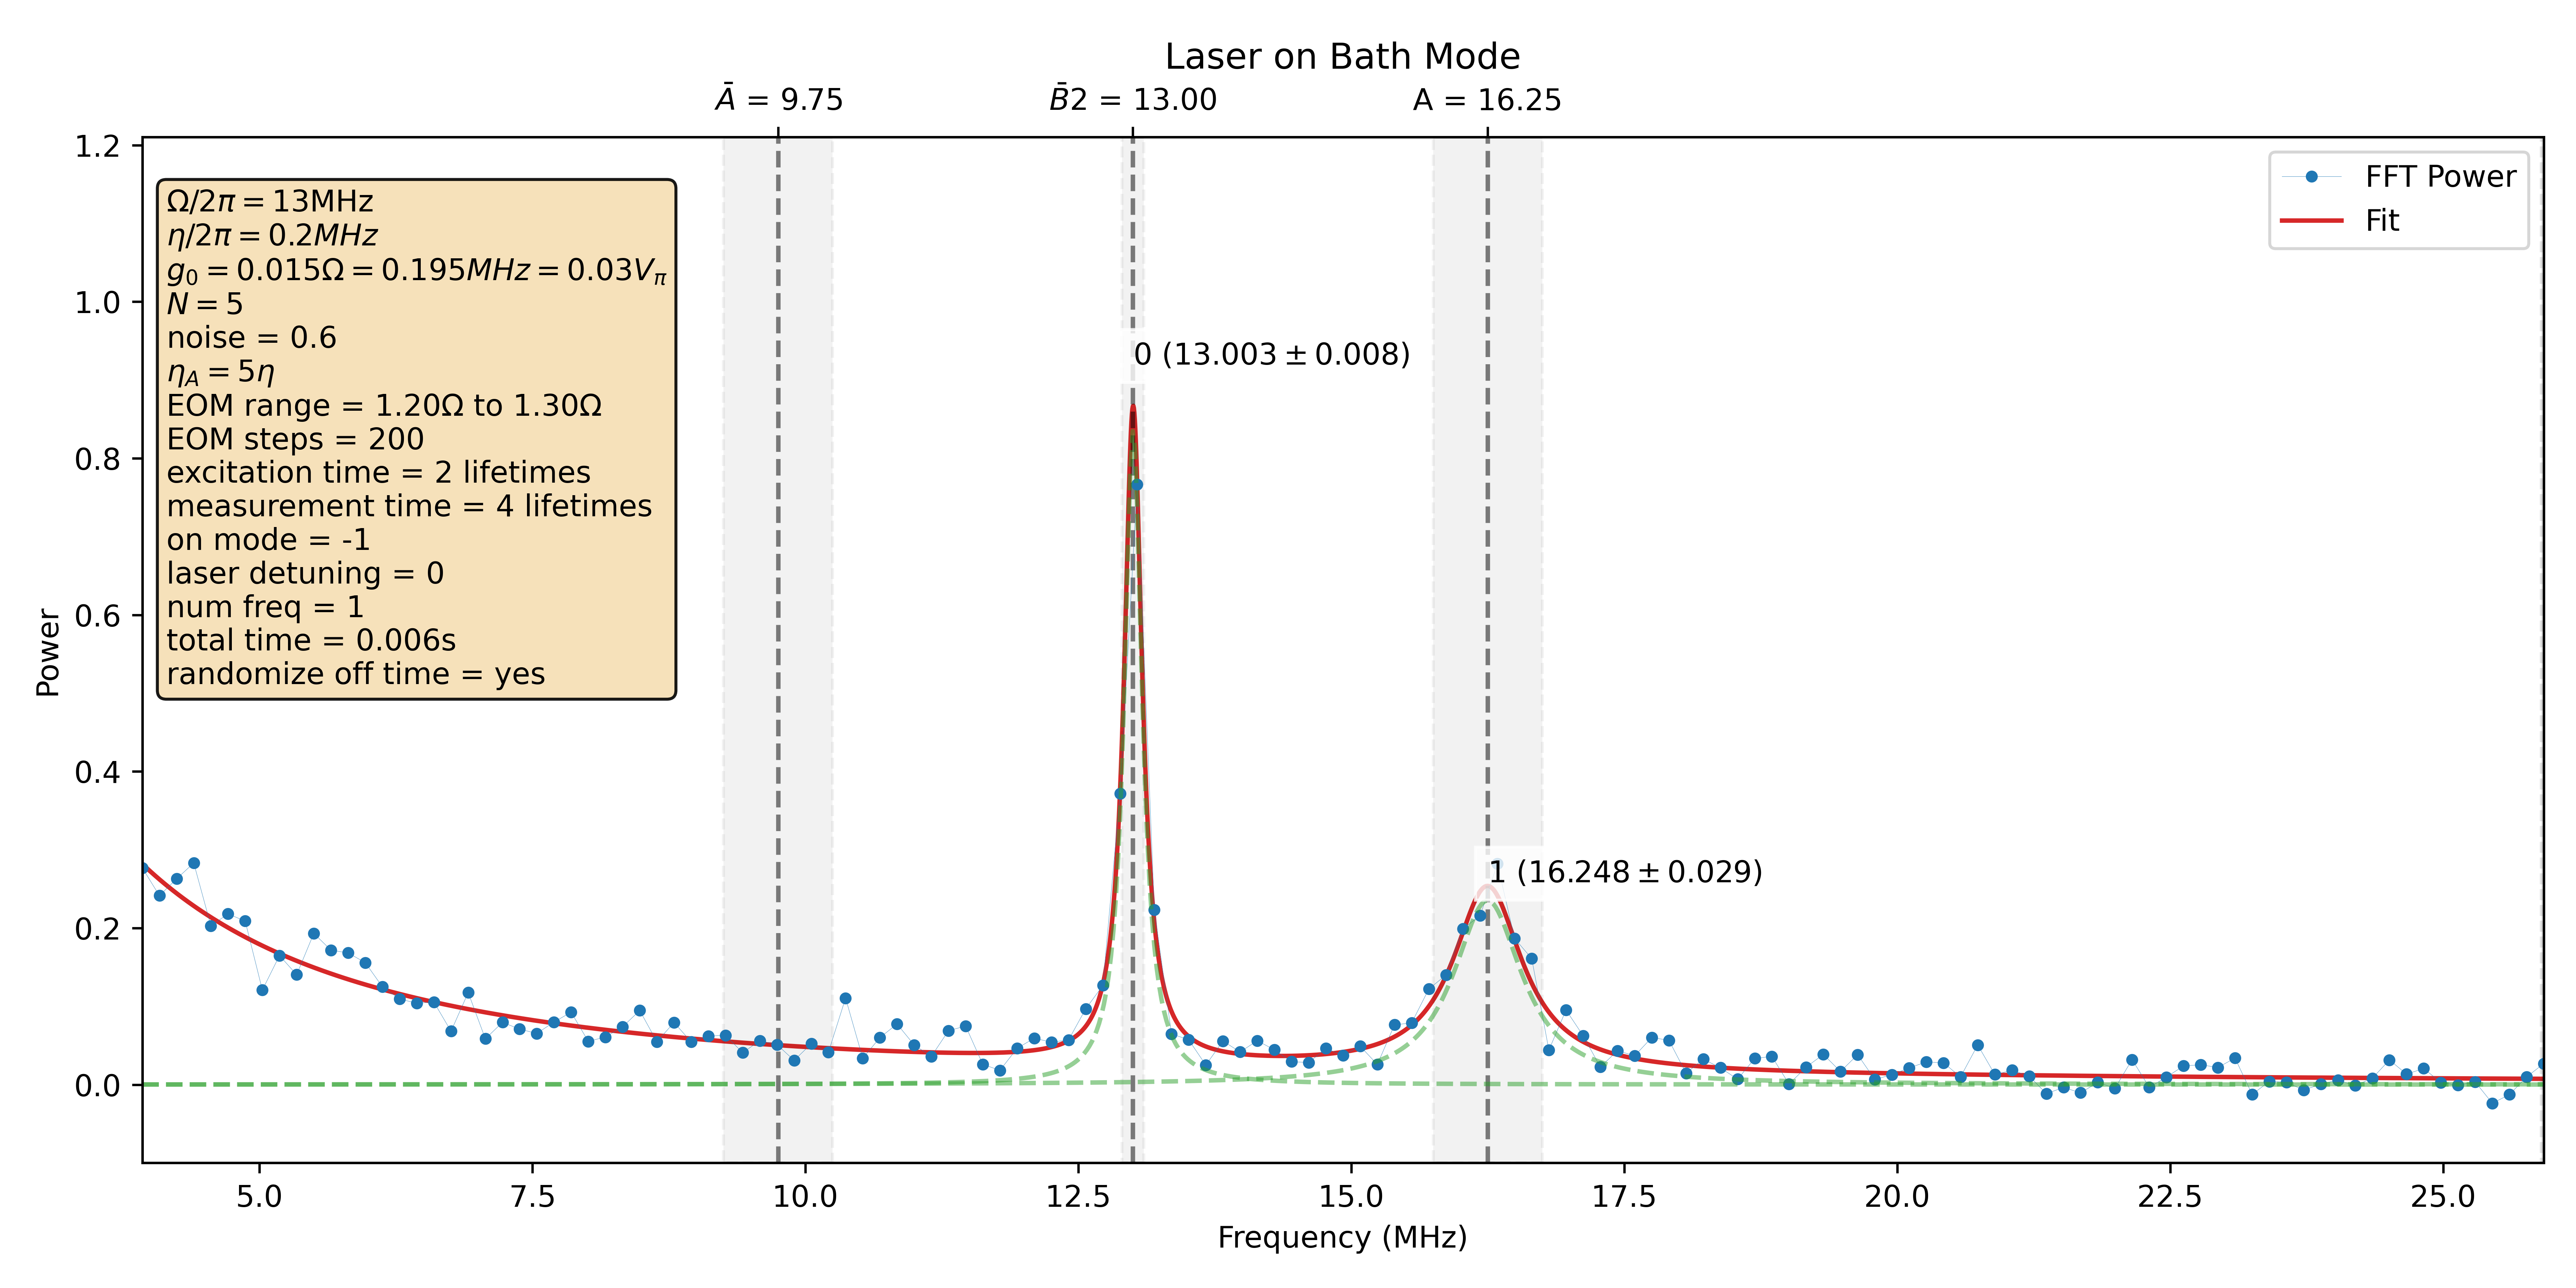 Laser on Bath Mode
Ā = 9.75
B̄2 = 13.00
A = 16.25
1.2
1.0
0.8
0.6
0.4
0.2
0.0
Power
Ω/2π = 13MHz
η/2π = 0.2MHz
g₀ = 0.015Ω = 0.195MHz = 0.03V_π
N = 5
noise = 0.6
η_A = 5η
EOM range = 1.20Ω to 1.30Ω
EOM steps = 200
excitation time = 2 lifetimes
measurement time = 4 lifetimes
on mode = -1
laser detuning = 0
num freq = 1
total time = 0.006s
randomize off time = yes
FFT Power
Fit
0 (13.003 ± 0.008)
1 (16.248 ± 0.029)
5.0
7.5
10.0
12.5
15.0
17.5
20.0
22.5
25.0
Frequency (MHz)